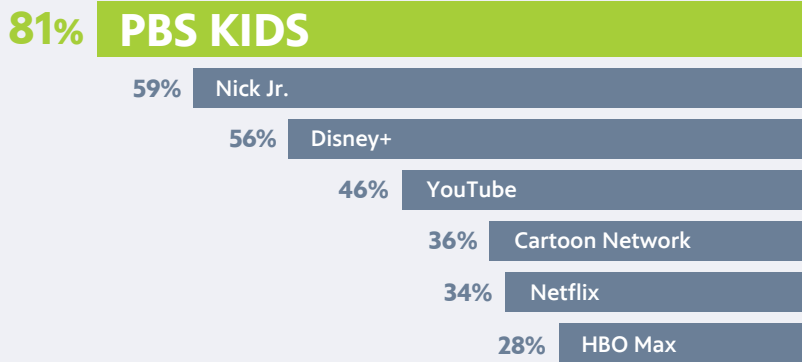 81% PBS KIDS
59% Nick Jr.
56% Disney+
46% YouTube
36% Cartoon Network
34% Netflix
28% HBO Max